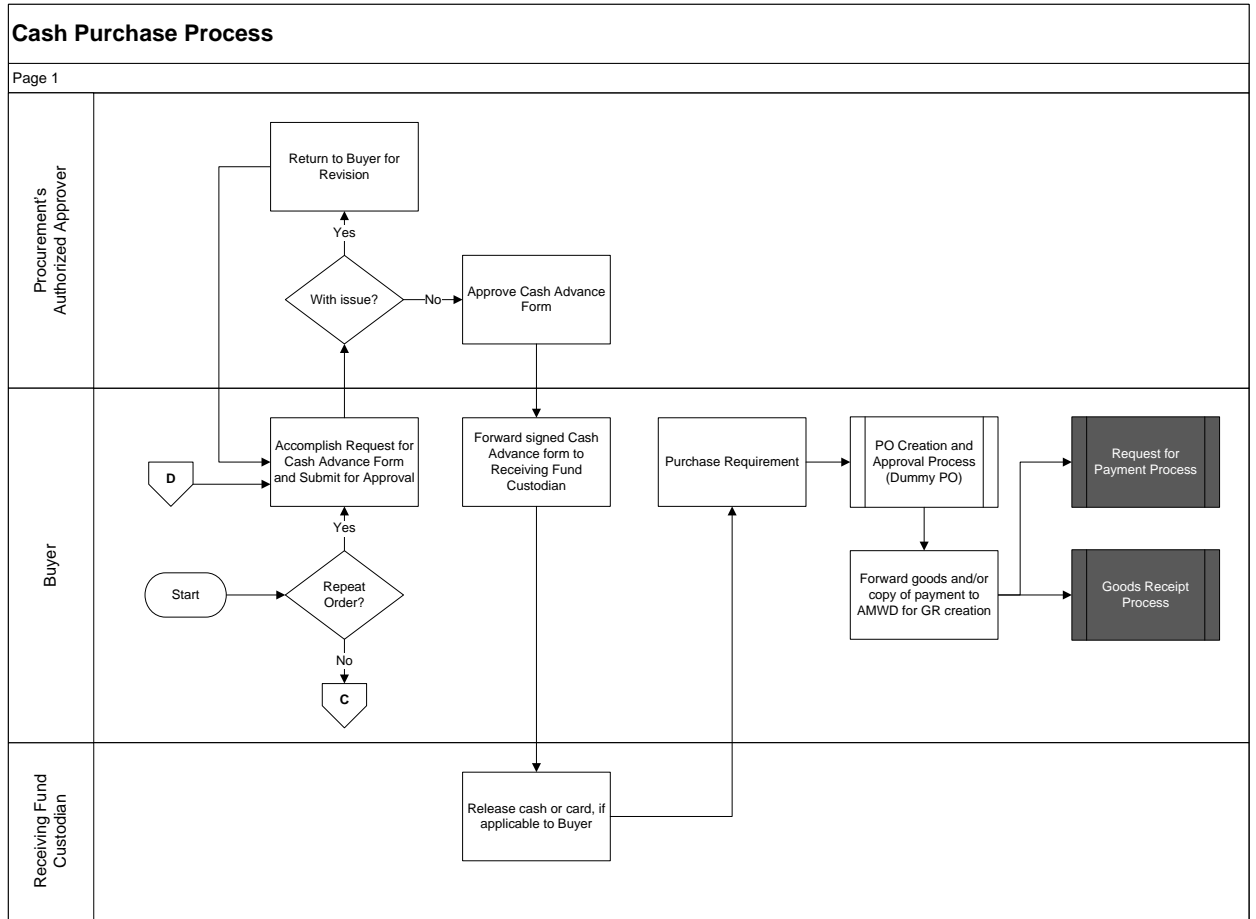 Cash Purchase Process
Page 1
Procurement's
Authorized Approver
Return to Buyer for
Revision
Yes
With issue?
No
Approve Cash Advance
Form
Buyer
Accomplish Request for
Cash Advance Form
and Submit for Approval
D
Yes
Start
Repeat
Order?
No
C
Forward signed Cash
Advance form to
Receiving Fund
Custodian
Purchase Requirement
PO Creation and
Approval Process
(Dummy PO)
Request for
Payment Process
Forward goods and/or
copy of payment to
AMWD for GR creation
Goods Receipt
Process
Receiving Fund
Custodian
Release cash or card, if
applicable to Buyer